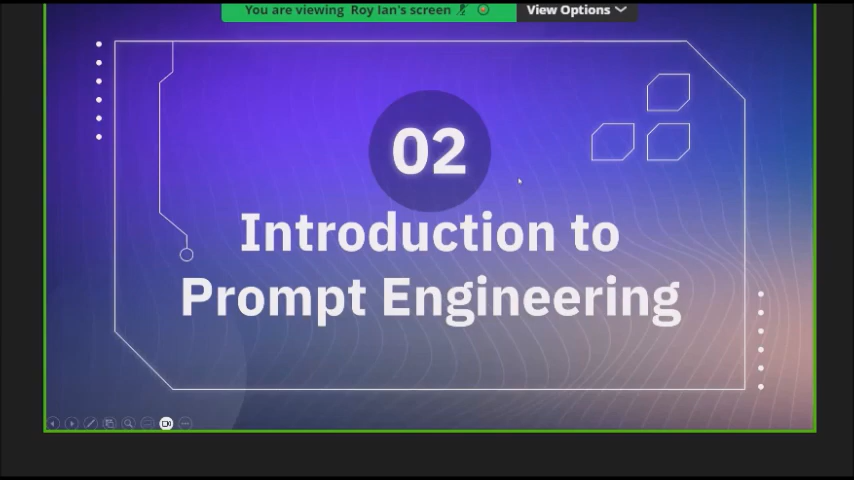 You are viewing Roy Ian's screen
View Options
02
Introduction to
Prompt Engineering